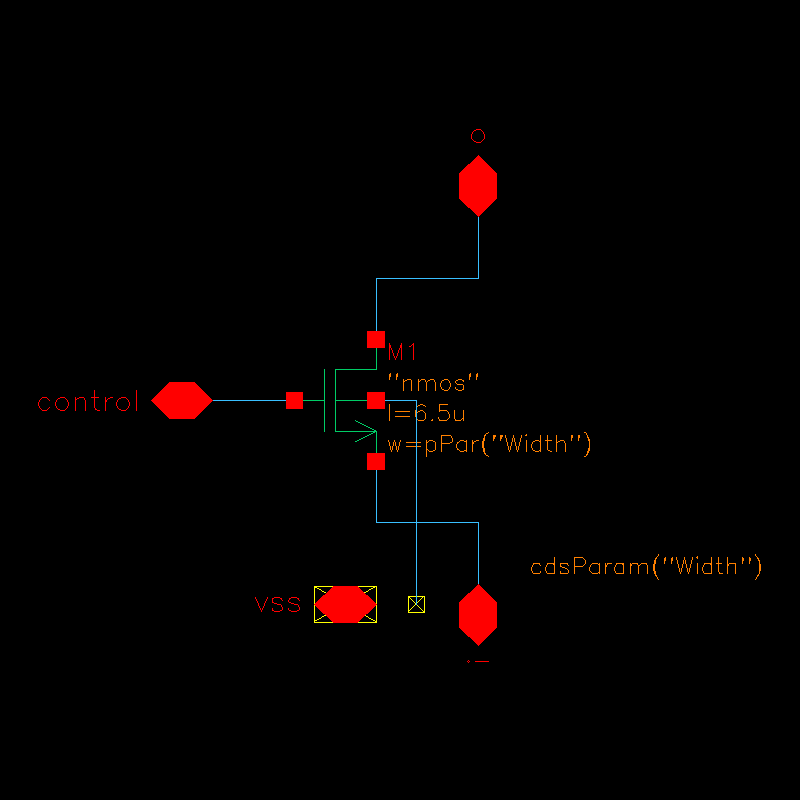 O
M1
"nmos"
l=6.5u
w=pPar("Width")
control
cdsParam("Width")
vss
i